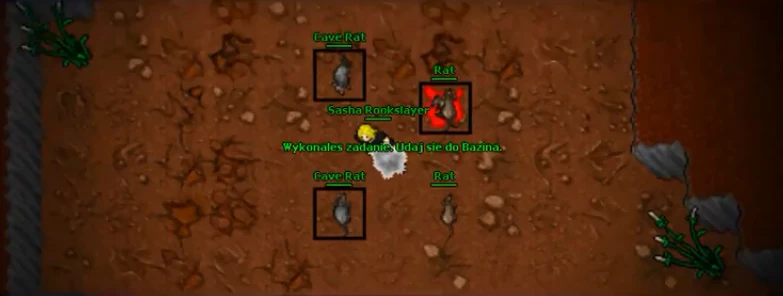 Cave Rat
Rat
Sasha Rookslayer
Wykonales zadanie. Udaj sie do Bazina.
Cave Rat
Rat